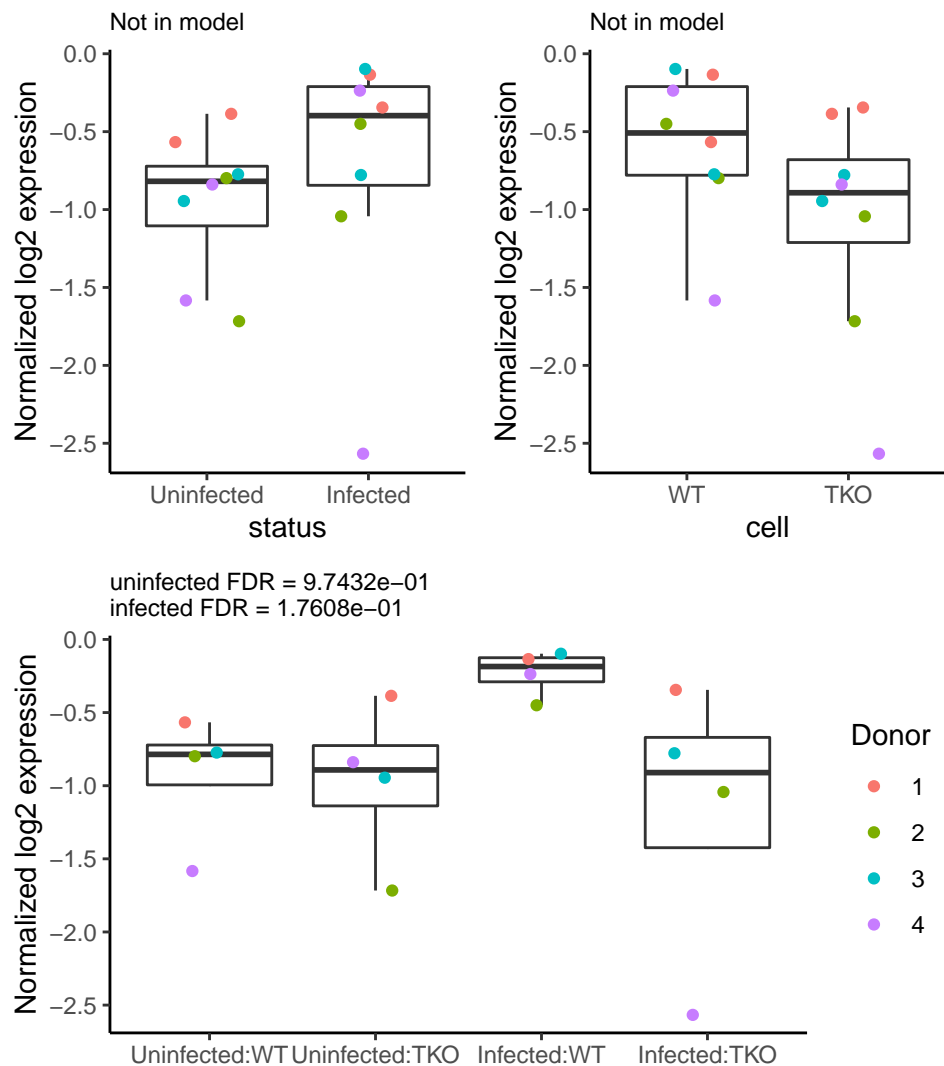 Not in model
Normalized log2 expression
0.0
−0.5
−1.0
−1.5
−2.0
−2.5
Uninfected Infected
status
Not in model
Normalized log2 expression
0.0
−0.5
−1.0
−1.5
−2.0
−2.5
WT TKO
cell
uninfected FDR = 9.7432e−01
infected FDR = 1.7608e−01
Normalized log2 expression
0.0
−0.5
−1.0
−1.5
−2.0
−2.5
Uninfected:WT Uninfected:TKO Infected:WT Infected:TKO
Donor
1
2
3
4